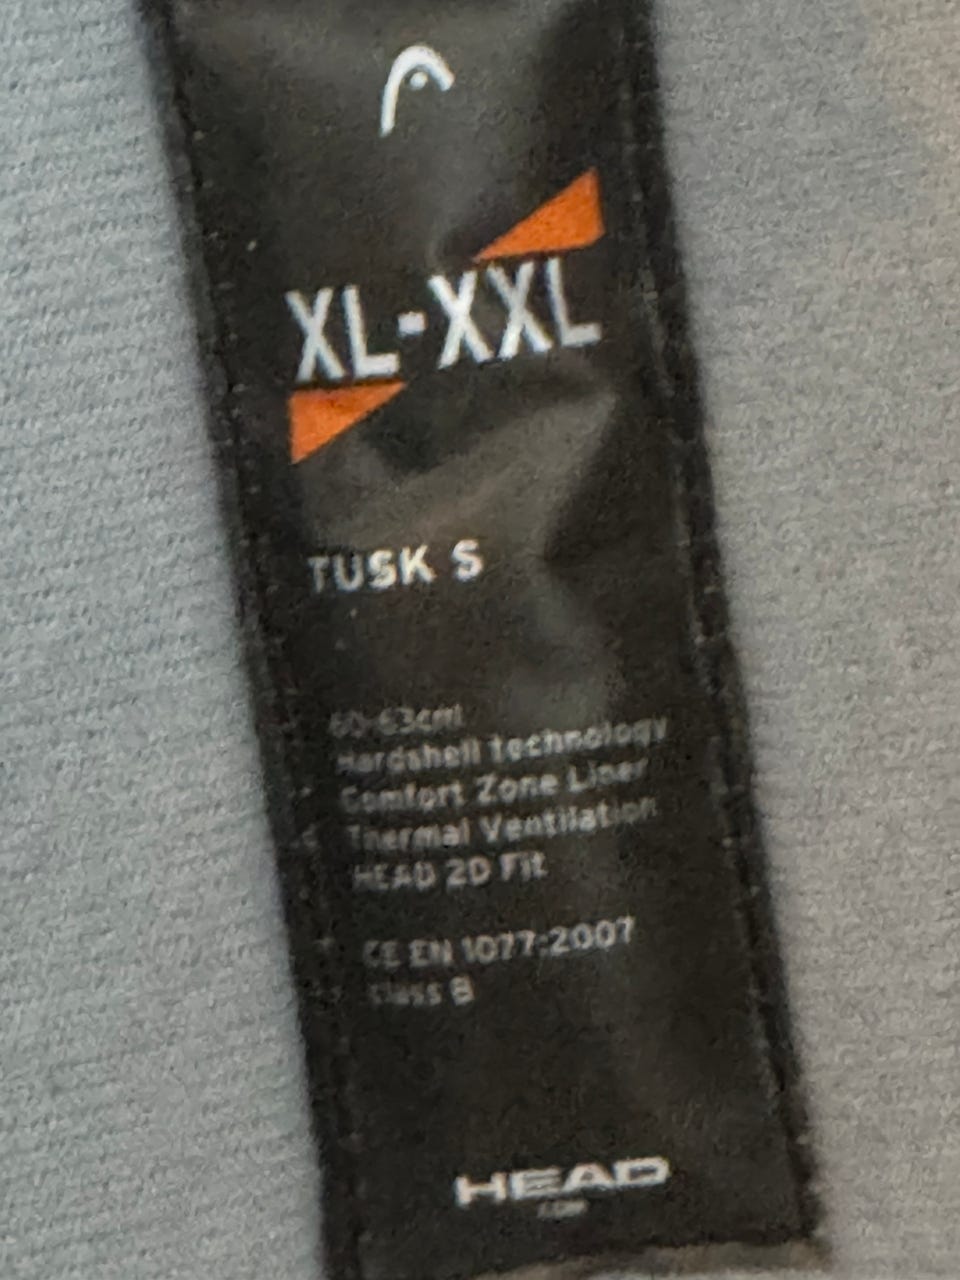 XL-XXL
TUSK S
60-63cm
Hardshell technology
Comfort Zone Liner
Thermal Ventilation
HEAD 2D Fit
CE EN 1077:2007
Class B
HEAD
.COM